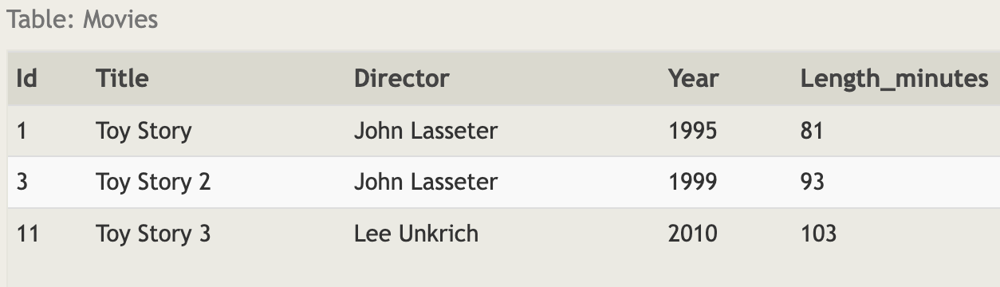 Table: Movies
Id Title Director Year Length_minutes
1 Toy Story John Lasseter 1995 81
3 Toy Story 2 John Lasseter 1999 93
11 Toy Story 3 Lee Unkrich 2010 103